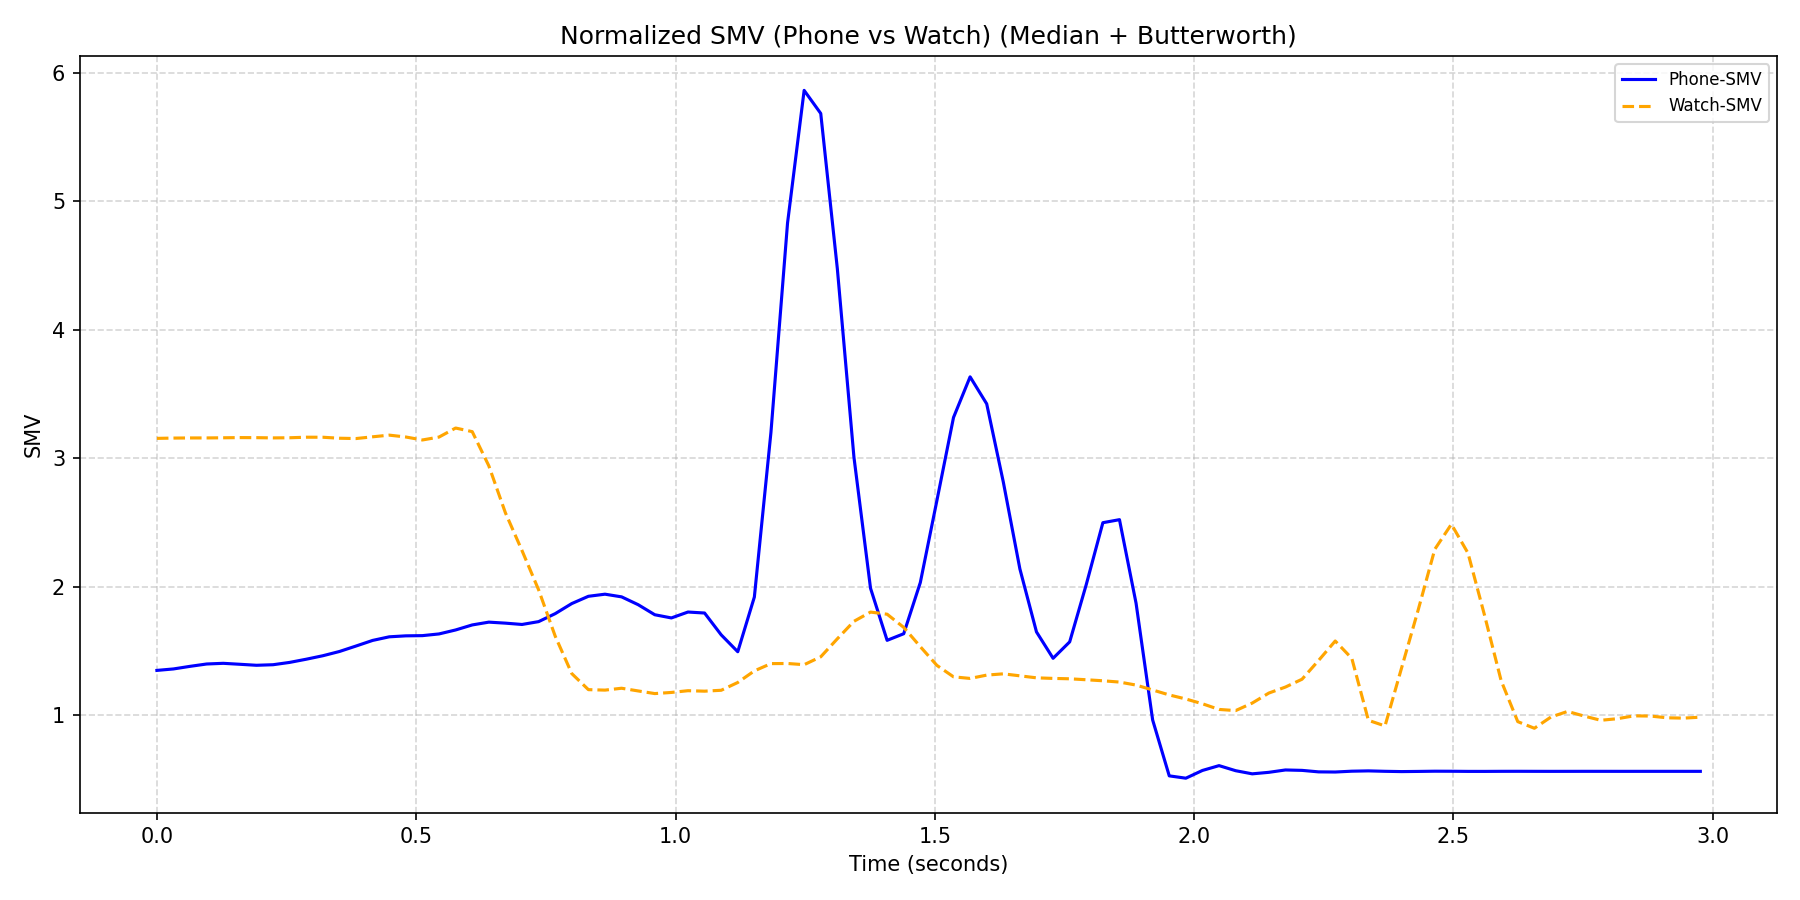 Normalized SMV (Phone vs Watch) (Median + Butterworth)
Phone-SMV
Watch-SMV
SMV
6
5
4
3
2
1
0.0 0.5 1.0 1.5 2.0 2.5 3.0
Time (seconds)